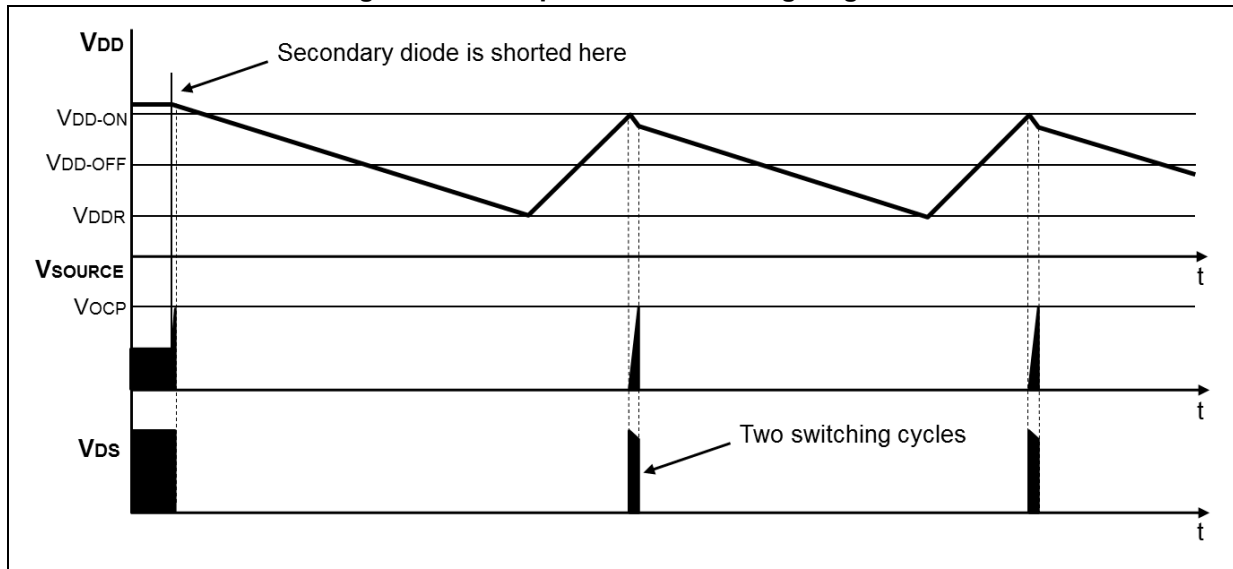 VDD
Secondary diode is shorted here
VDD-ON
VDD-OFF
VDDR
VSOURCE
t
VOCP
t
VDS
Two switching cycles
t